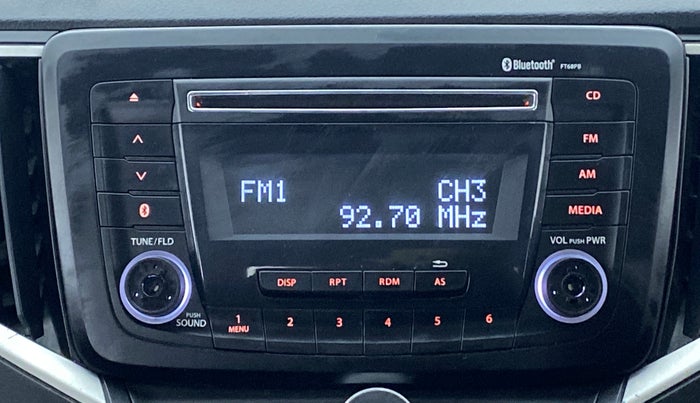 Bluetooth® FT68PB
CD
FM1 CH3
92.70 MHz
FM
AM
MEDIA
TUNE/FLD
VOL PUSH PWR
DISP RPT RDM AS
PUSH
SOUND
1 2 3 4 5 6
MENU